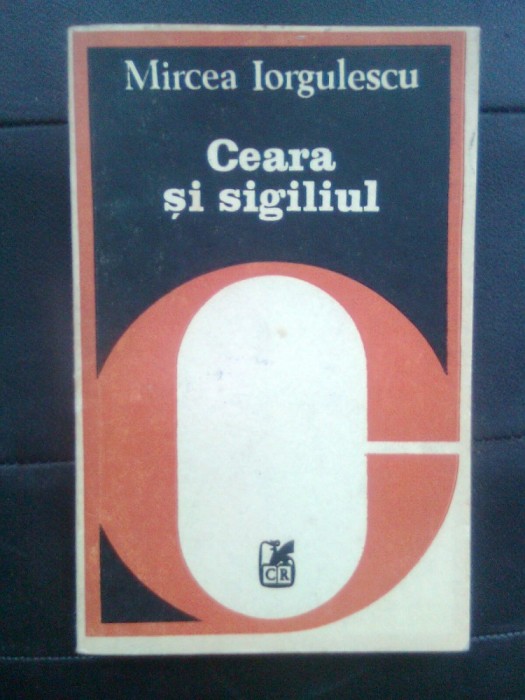 Mircea Iorgulescu
Ceara
și sigiliul
CR